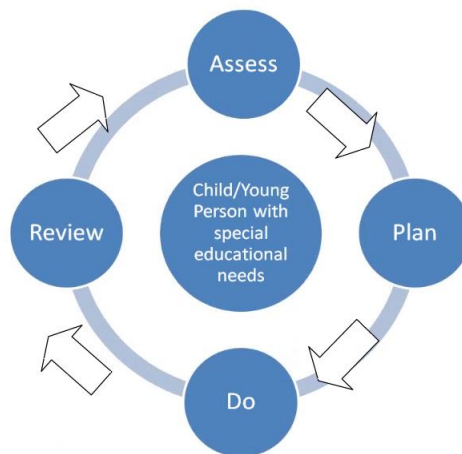 Assess
Child/Young
Person with
special
educational
needs
Review
Plan
Do